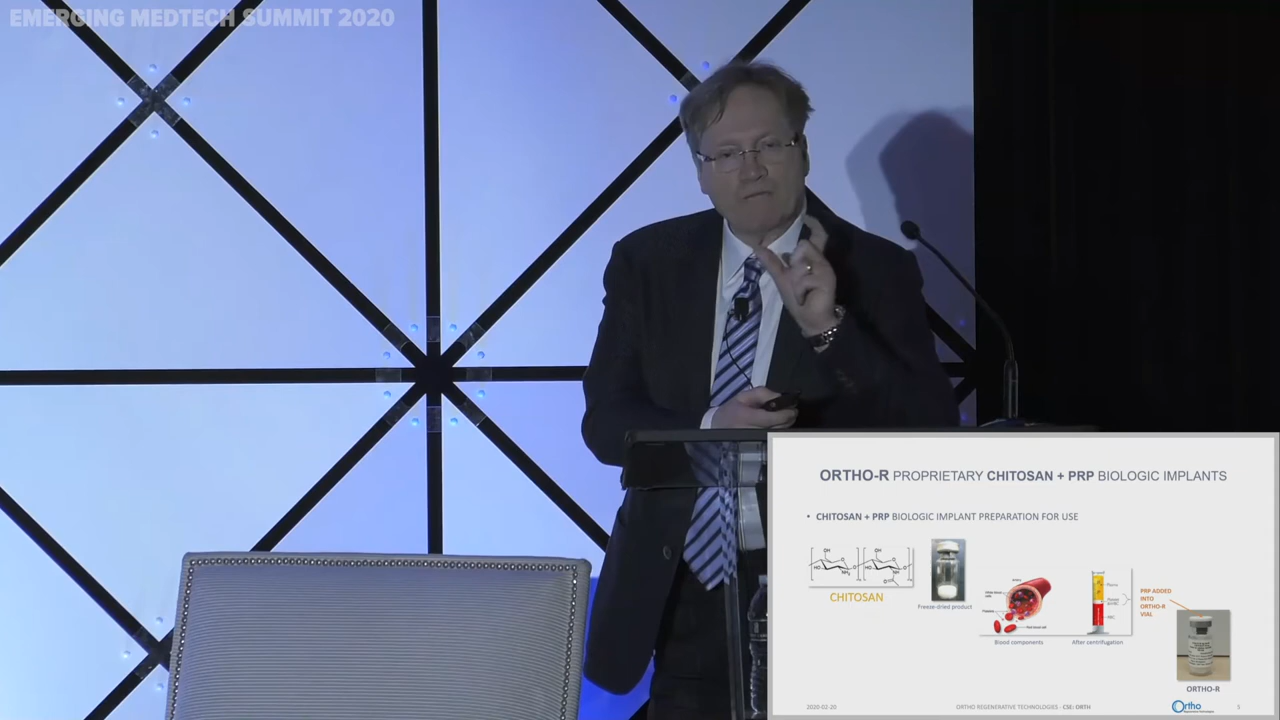 EMERGING MEDTECH SUMMIT 2020
ORTHO-R PROPRIETARY CHITOSAN + PRP BIOLOGIC IMPLANTS
• CHITOSAN + PRP BIOLOGIC IMPLANT PREPARATION FOR USE
CHITOSAN
Freeze-dried product
Blood components
After centrifugation
PRP ADDED
INTO
ORTHO-R
VIAL
ORTHO-R
2020-02-20
ORTHO REGENERATIVE TECHNOLOGIES - CSE: ORTH
Ortho
5